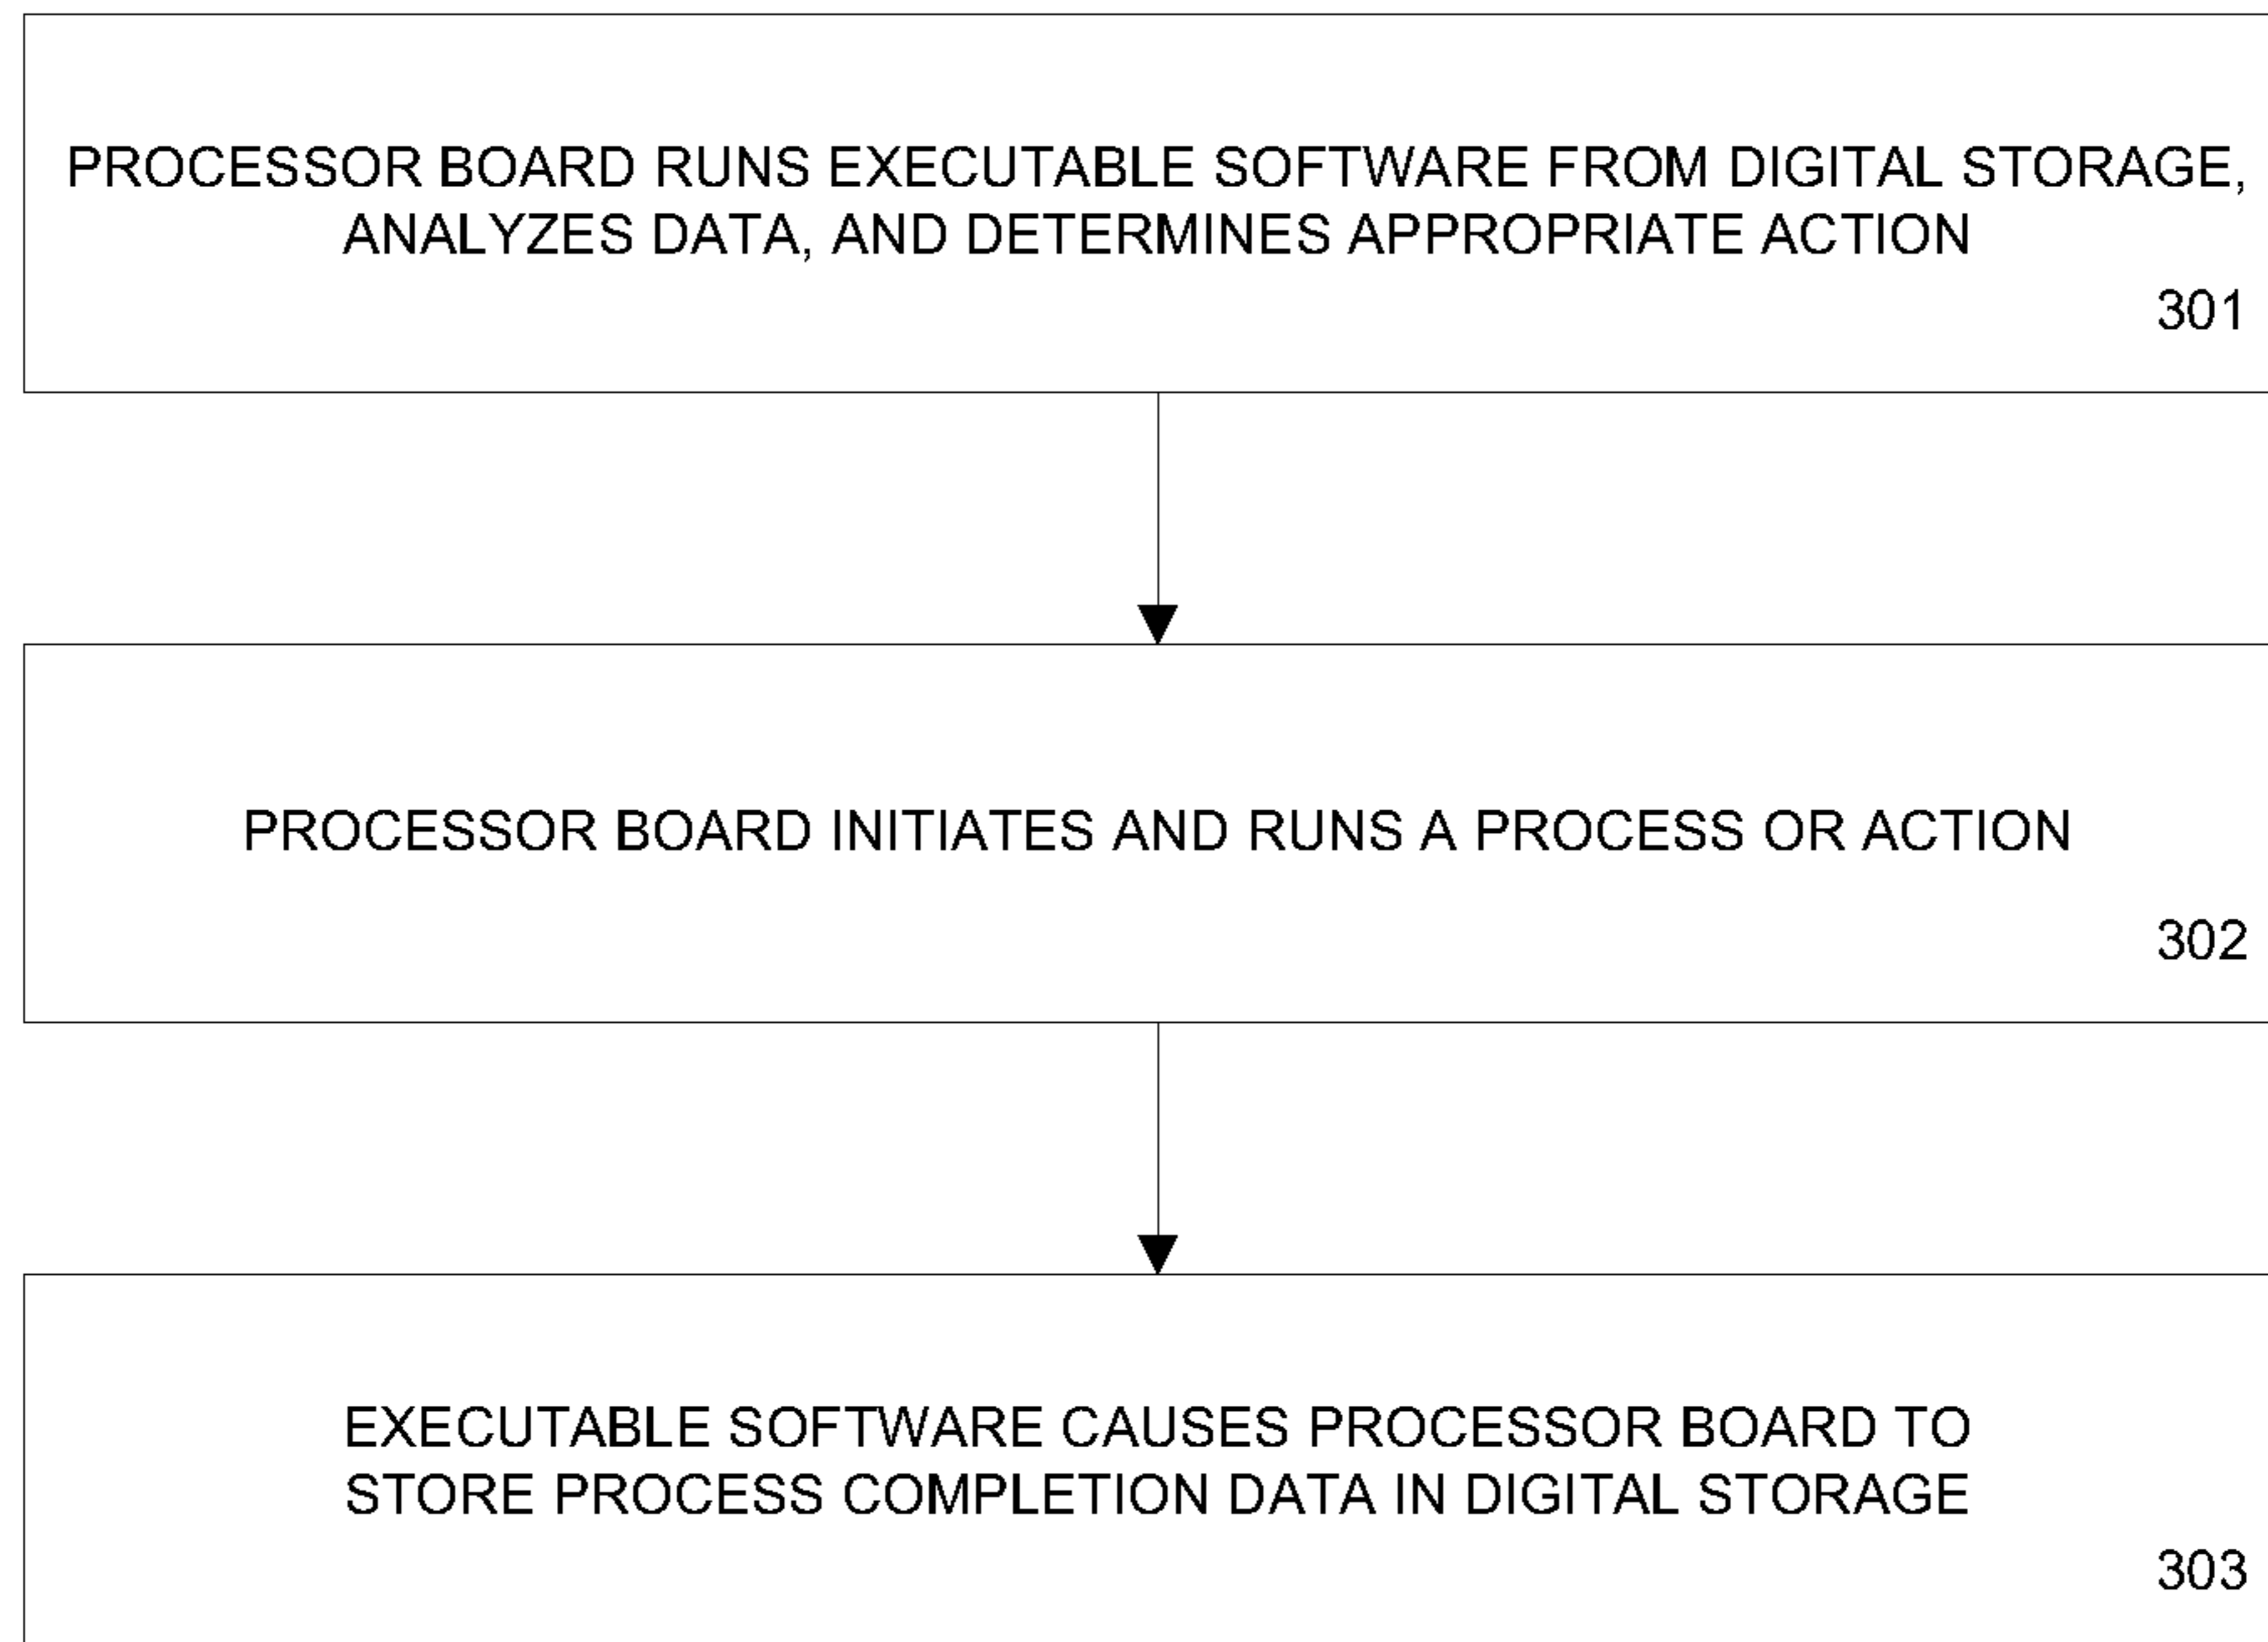 PROCESSOR BOARD RUNS EXECUTABLE SOFTWARE FROM DIGITAL STORAGE,
ANALYZES DATA, AND DETERMINES APPROPRIATE ACTION
301
PROCESSOR BOARD INITIATES AND RUNS A PROCESS OR ACTION
302
EXECUTABLE SOFTWARE CAUSES PROCESSOR BOARD TO
STORE PROCESS COMPLETION DATA IN DIGITAL STORAGE
303